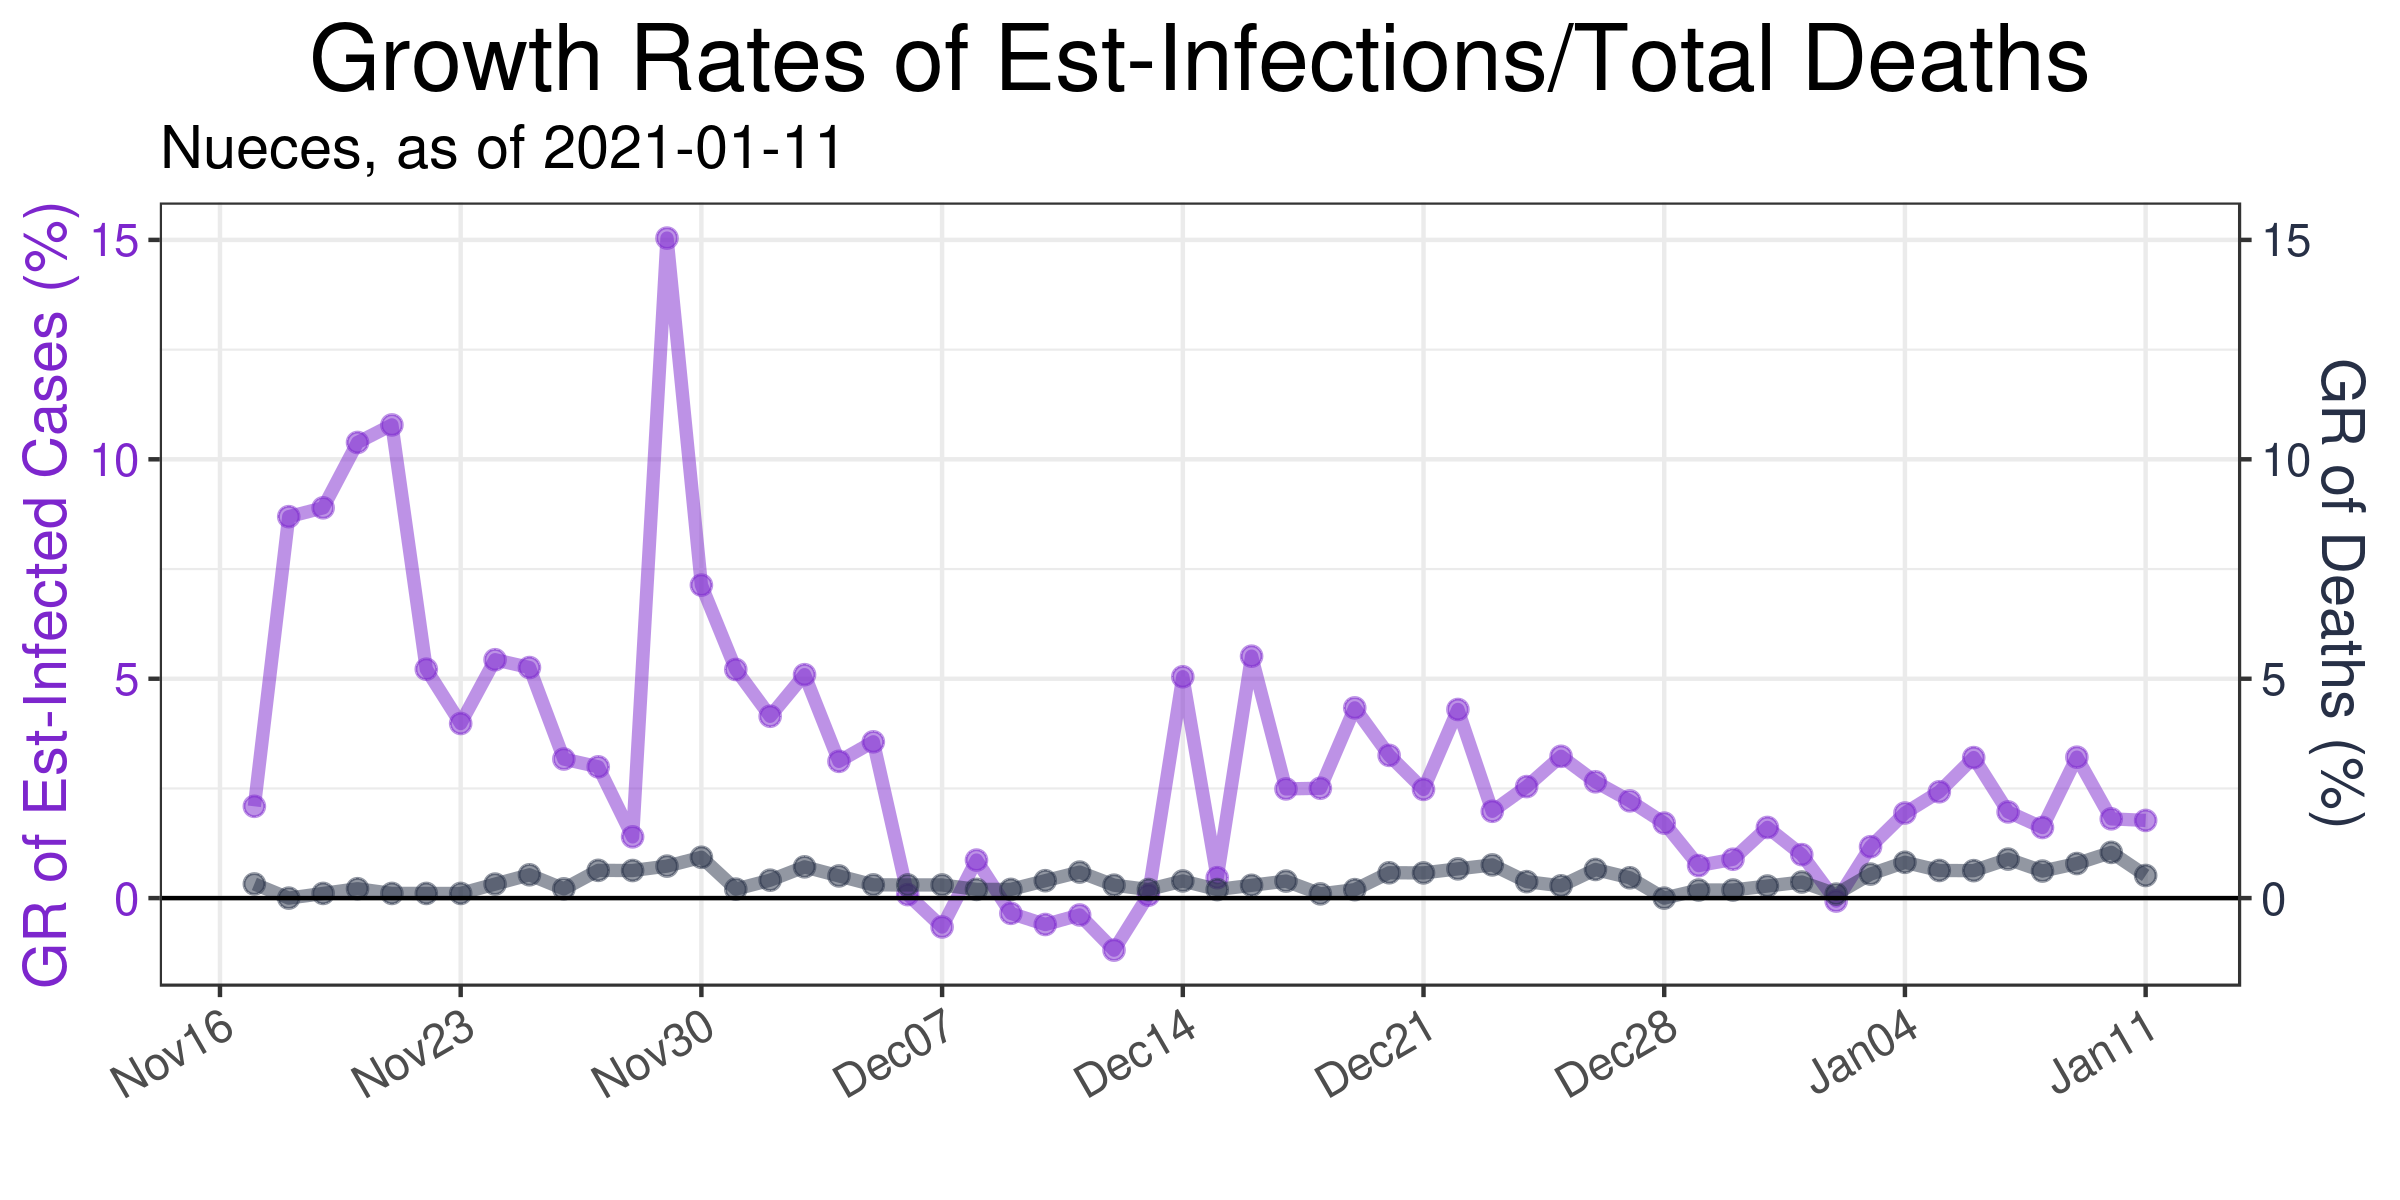 Growth Rates of Est-Infections/Total Deaths
Nueces, as of 2021-01-11
GR of Est-Infected Cases (%)
15
10
5
0
15
10
5
0
GR of Deaths (%)
Nov16
Nov23
Nov30
Dec07
Dec14
Dec21
Dec28
Jan04
Jan11